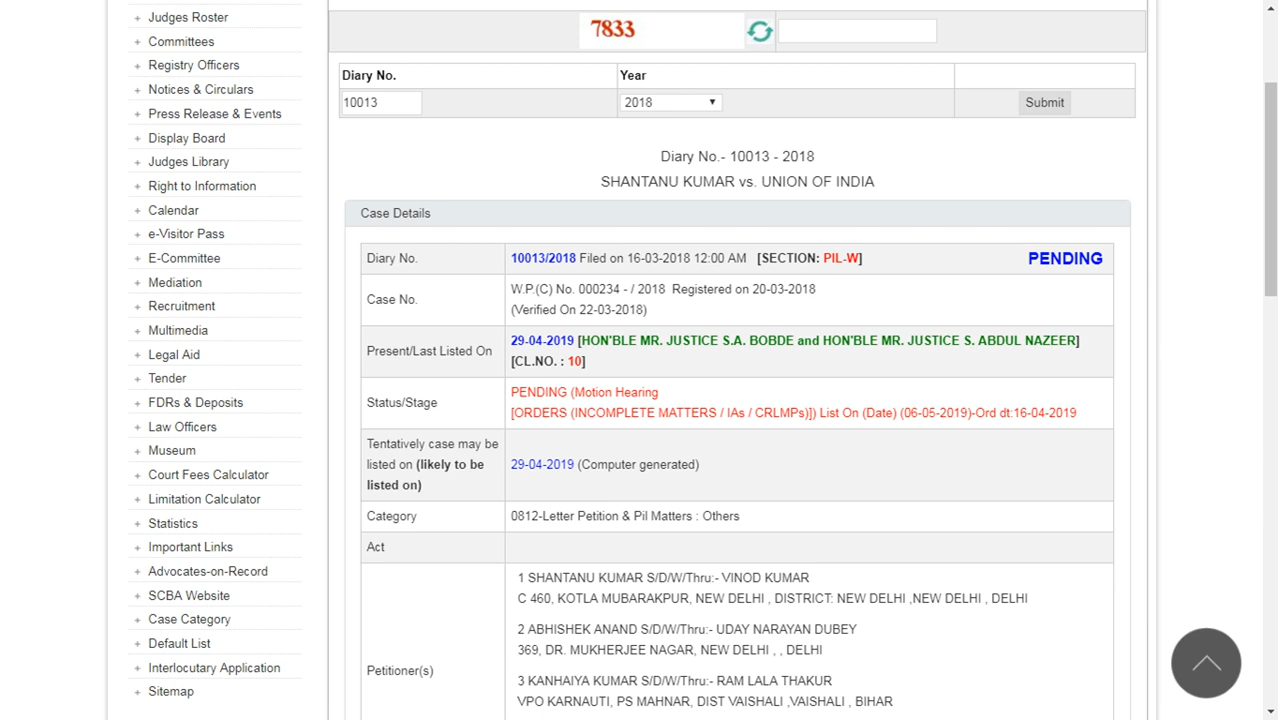 Judges Roster
Committees
Registry Officers
Notices & Circulars
Press Release & Events
Display Board
Judges Library
Right to Information
Calendar
e-Visitor Pass
E-Committee
Mediation
Recruitment
Multimedia
Legal Aid
Tender
FDRs & Deposits
Law Officers
Museum
Court Fees Calculator
Limitation Calculator
Statistics
Important Links
Advocates-on-Record
SCBA Website
Case Category
Default List
Interlocutary Application
Sitemap
7833
Diary No. Year
10013 2018 Submit
Diary No.- 10013 - 2018
SHANTANU KUMAR vs. UNION OF INDIA
Case Details
Diary No. 10013/2018 Filed on 16-03-2018 12:00 AM [SECTION: PIL-W] PENDING
Case No. W.P.(C) No. 000234 - / 2018 Registered on 20-03-2018
(Verified On 22-03-2018)
Present/Last Listed On 29-04-2019 [HON'BLE MR. JUSTICE S.A. BOBDE and HON'BLE MR. JUSTICE S. ABDUL NAZEER]
[CL.NO. : 10]
Status/Stage PENDING (Motion Hearing
[ORDERS (INCOMPLETE MATTERS / IAs / CRLMPs)]) List On (Date) (06-05-2019)-Ord dt:16-04-2019
Tentatively case may be
listed on (likely to be
listed on)
29-04-2019 (Computer generated)
Category 0812-Letter Petition & Pil Matters : Others
Act
Petitioner(s)
1 SHANTANU KUMAR S/D/W/Thru:- VINOD KUMAR
C 460, KOTLA MUBARAKPUR, NEW DELHI , DISTRICT: NEW DELHI ,NEW DELHI , DELHI
2 ABHISHEK ANAND S/D/W/Thru:- UDAY NARAYAN DUBEY
369, DR. MUKHERJEE NAGAR, NEW DELHI , , DELHI
3 KANHAIYA KUMAR S/D/W/Thru:- RAM LALA THAKUR
VPO KARNAUTI, PS MAHNAR, DIST VAISHALI ,VAISHALI , BIHAR